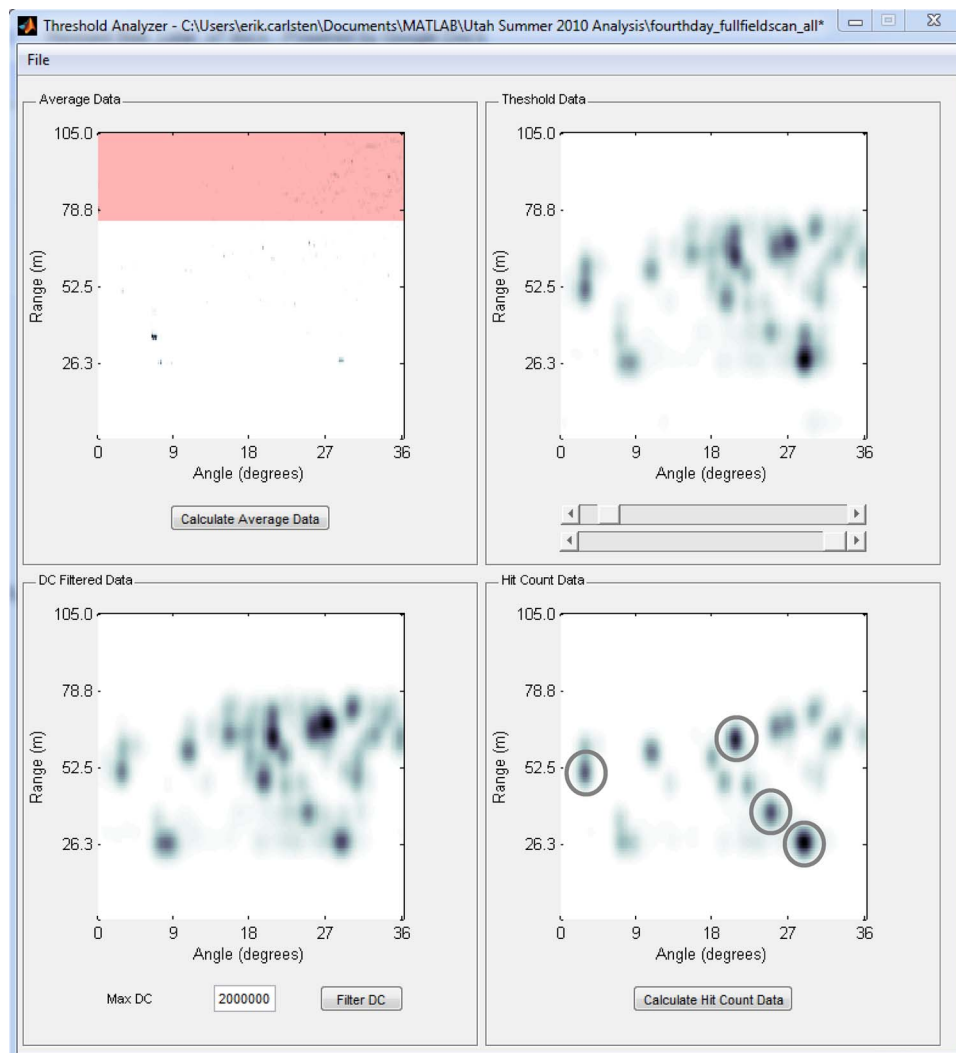 Threshold Analyzer - C:\Users\erik.carlsten\Documents\MATLAB\Utah Summer 2010 Analysis\fourthday_fullfieldscan_all*
File
Average Data
105.0
78.8
52.5
26.3
Range (m)
0 9 18 27 36
Angle (degrees)
Calculate Average Data
Theshold Data
105.0
78.8
52.5
26.3
Range (m)
0 9 18 27 36
Angle (degrees)
DC Filtered Data
105.0
78.8
52.5
26.3
Range (m)
0 9 18 27 36
Angle (degrees)
Max DC 2000000 Filter DC
Hit Count Data
105.0
78.8
52.5
26.3
Range (m)
0 9 18 27 36
Angle (degrees)
Calculate Hit Count Data